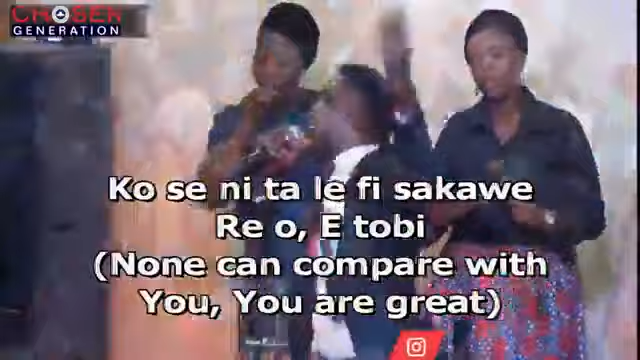 CHOSEN
GENERATION
Ko se ni ta le fi sakawe
Re o, E tobi
(None can compare with
You, You are great)